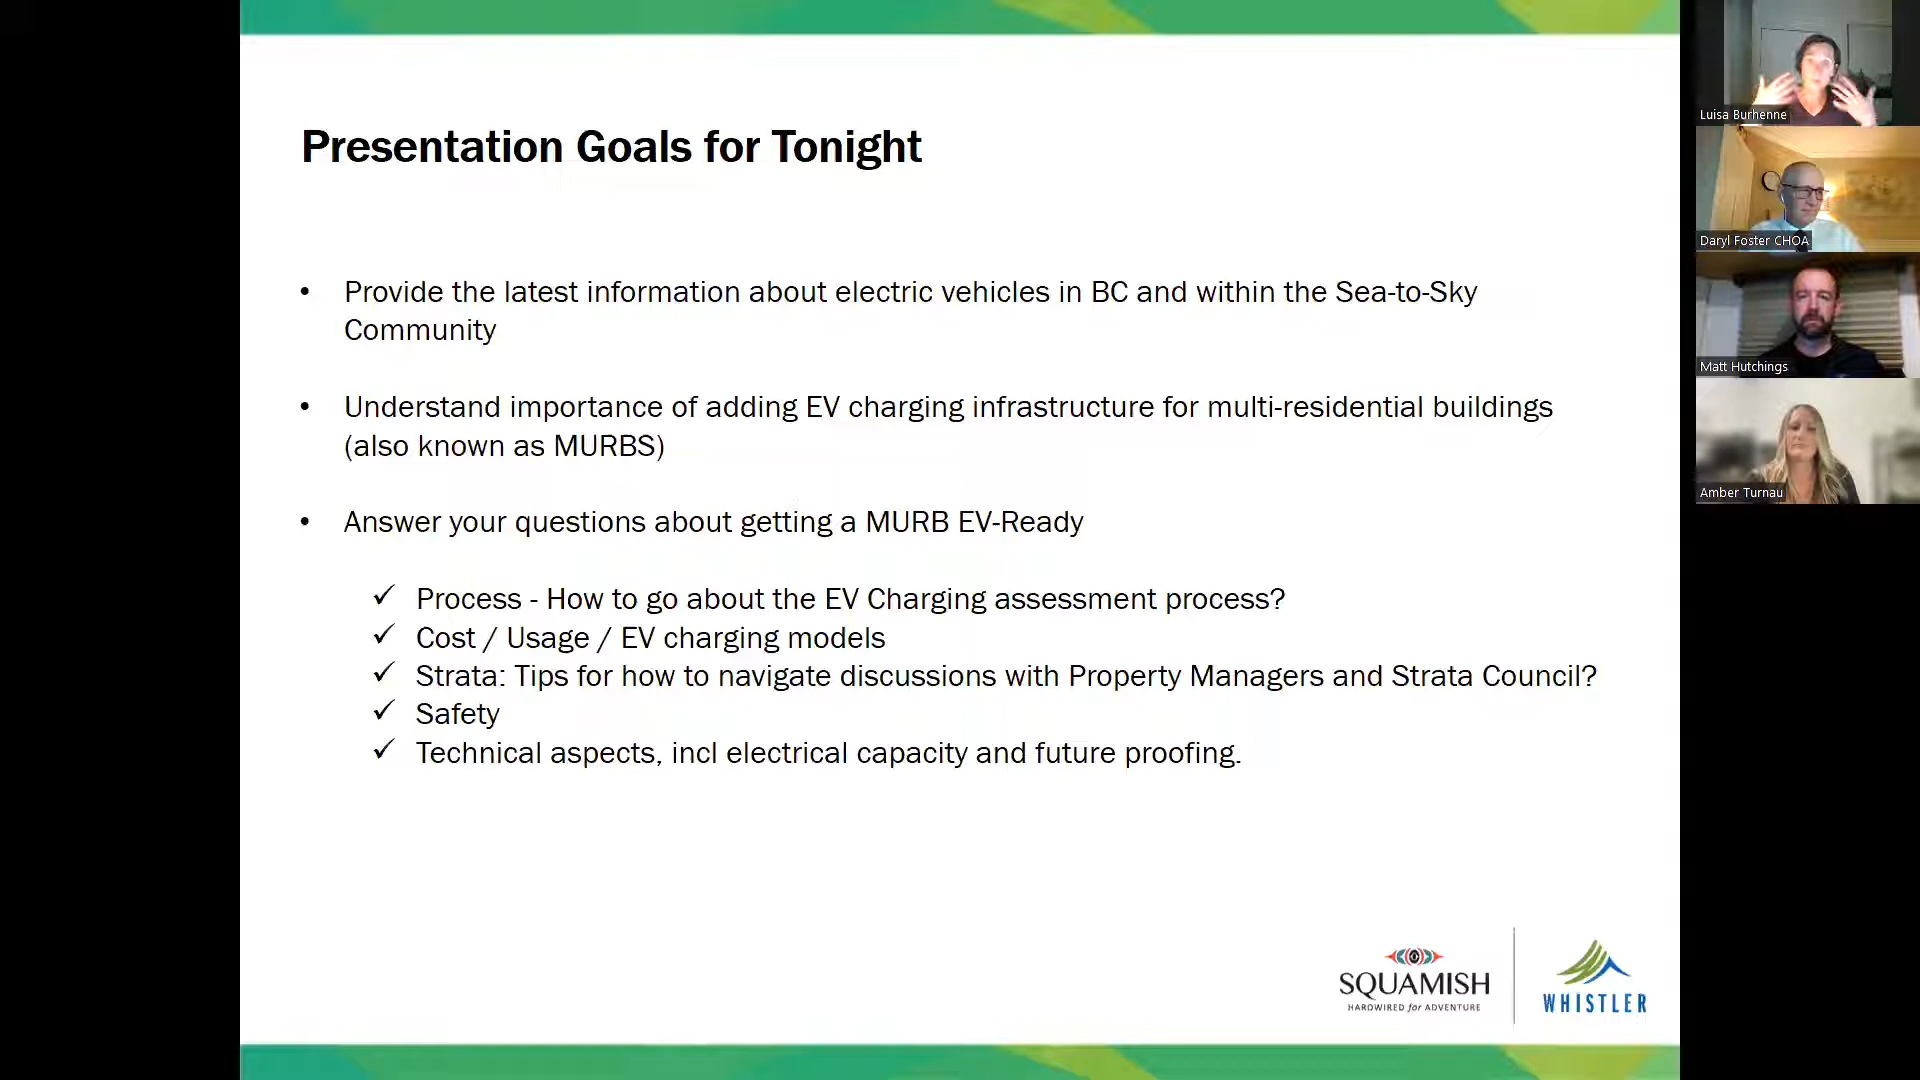 Presentation Goals for Tonight
• Provide the latest information about electric vehicles in BC and within the Sea-to-Sky
Community
• Understand importance of adding EV charging infrastructure for multi-residential buildings
(also known as MURBS)
• Answer your questions about getting a MURB EV-Ready
✓ Process - How to go about the EV Charging assessment process?
✓ Cost / Usage / EV charging models
✓ Strata: Tips for how to navigate discussions with Property Managers and Strata Council?
✓ Safety
✓ Technical aspects, incl electrical capacity and future proofing.
SQUAMISH
HARDWIRED for ADVENTURE
WHISTLER
Luisa Burhenne
Daryl Foster CHOA
Matt Hutchings
Amber Turnau